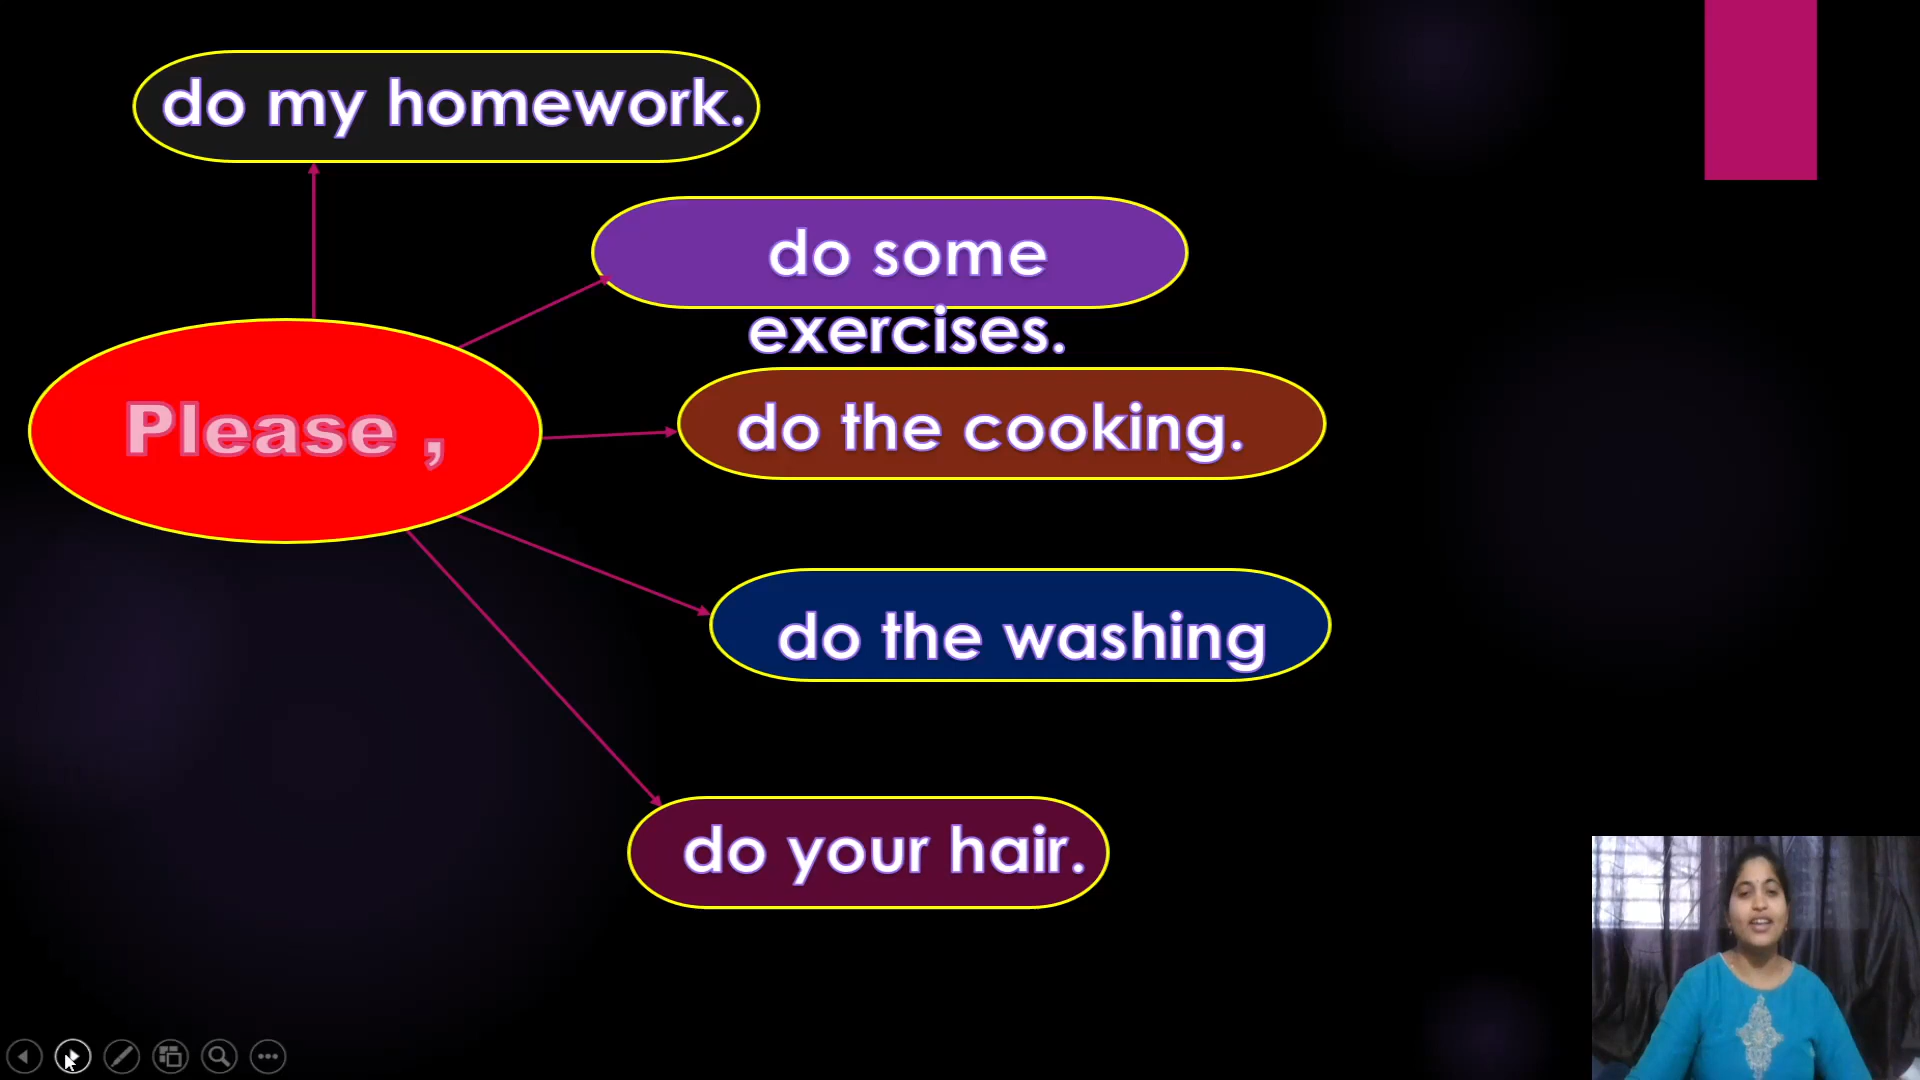 do my homework.
do some
exercises.
Please ,
do the cooking.
do the washing
do your hair.